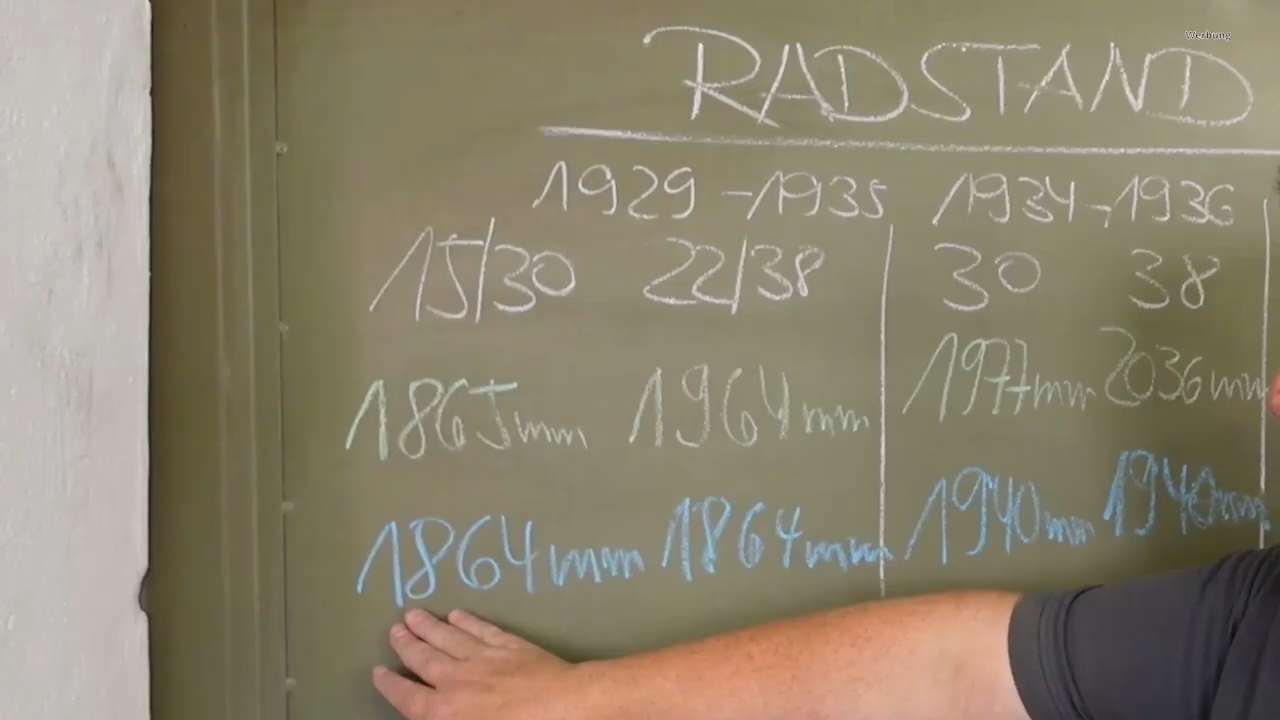 Werbung
RADSTAND
1929-1935 1934-1936
15/30 22/38 30 38
1865mm 1964mm 1977mm 2036mm
1864mm 1864mm 1940mm 1940mm